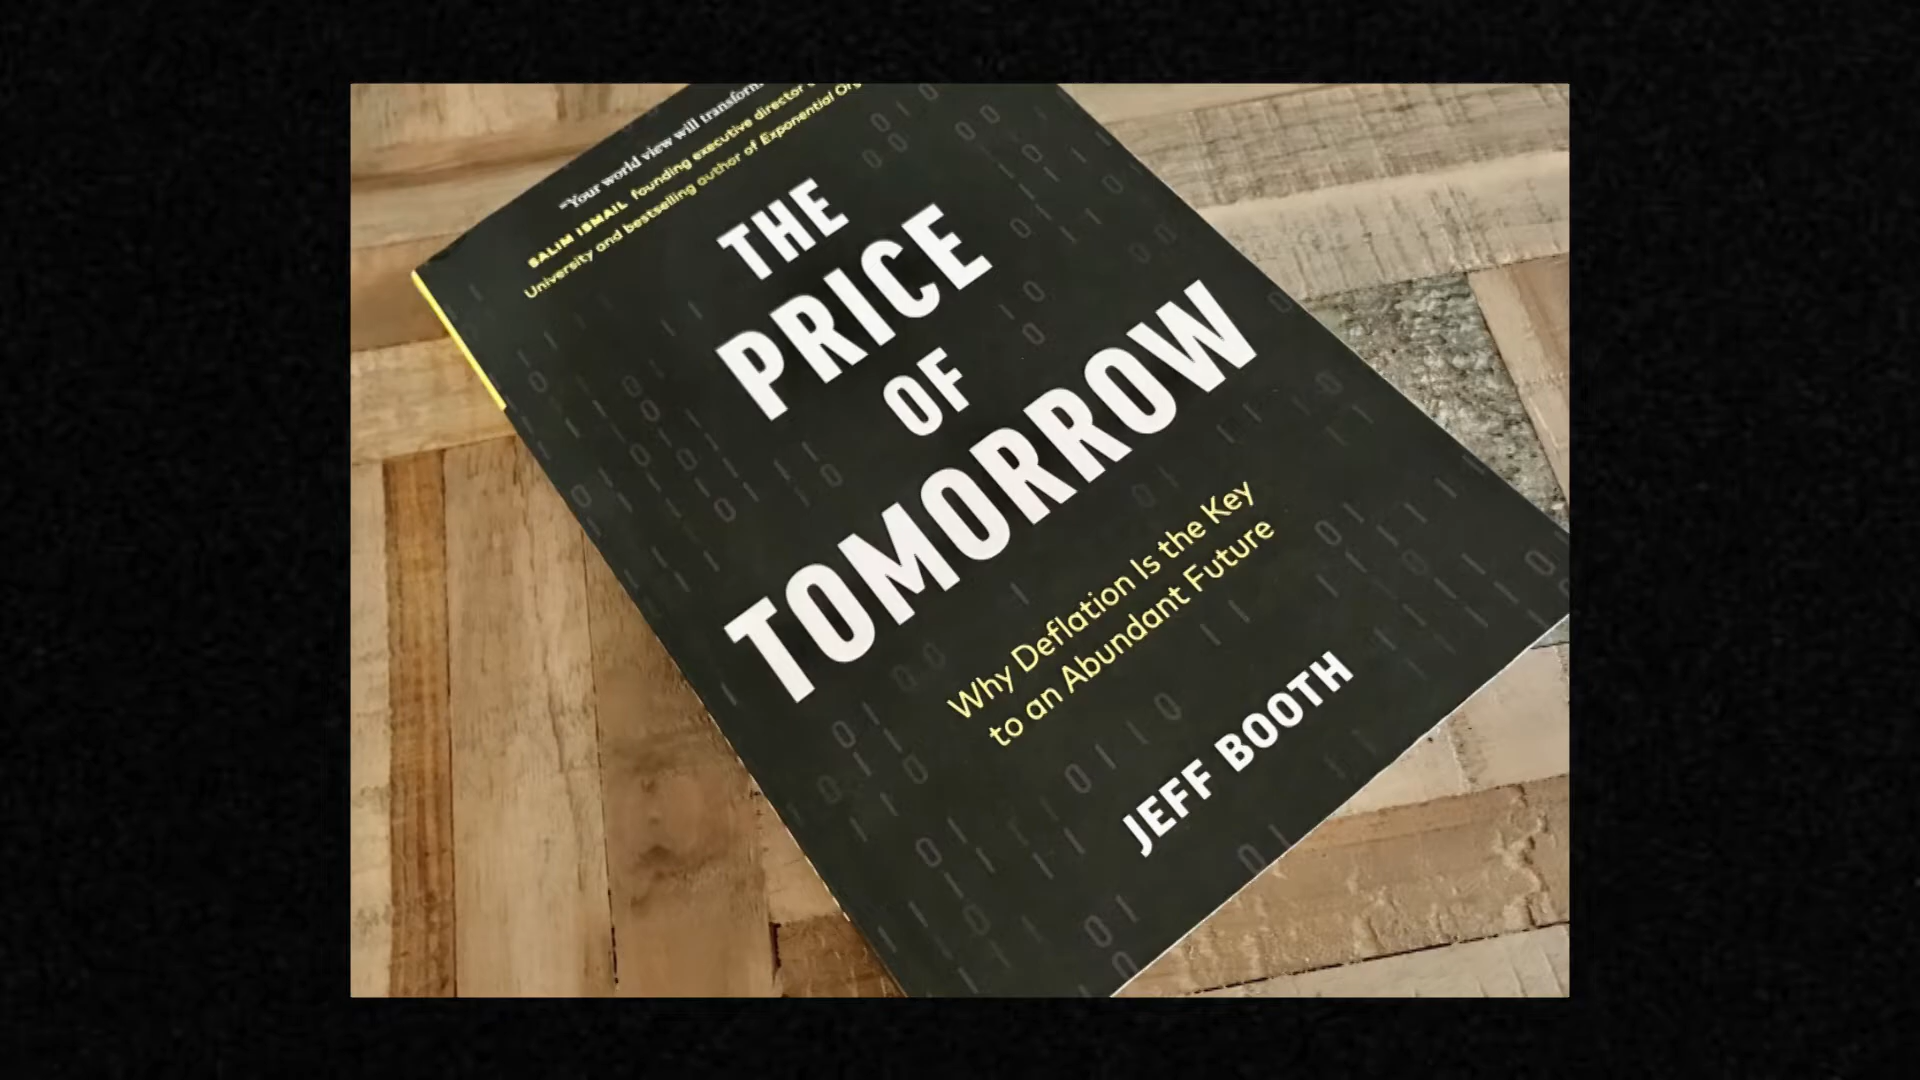 "Your world view will transform
SALIM ISMAIL founding executive director
University and bestselling author of Exponential
THE
PRICE
OF
TOMORROW
Why Deflation Is the Key
to an Abundant Future
JEFF BOOTH